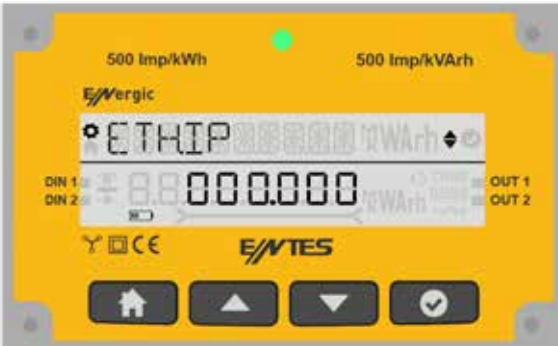 500 Imp/kWh 500 Imp/kVArh
ENergic
ETHIP
DIN 1 000.000 OUT 1
DIN 2 OUT 2
CE ENTES